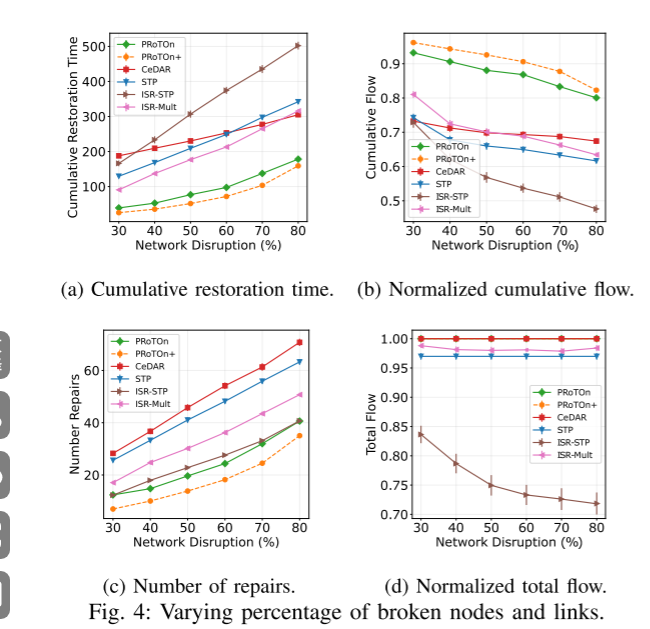 Cumulative Restoration Time
500
400
300
200
100
PRoTOn
PRoTOn+
CeDAR
STP
ISR-STP
ISR-Mult
30 40 50 60 70 80
Network Disruption (%)
(a) Cumulative restoration time.
Cumulative Flow
0.9
0.8
0.7
0.6
0.5
PRoTOn
PRoTOn+
CeDAR
STP
ISR-STP
ISR-Mult
30 40 50 60 70 80
Network Disruption (%)
(b) Normalized cumulative flow.
Number Repairs
60
40
20
PRoTOn
PRoTOn+
CeDAR
STP
ISR-STP
ISR-Mult
30 40 50 60 70 80
Network Disruption (%)
(c) Number of repairs.
Total Flow
1.00
0.95
0.90
0.85
0.80
0.75
0.70
PRoTOn
PRoTOn+
CeDAR
STP
ISR-STP
ISR-Mult
30 40 50 60 70 80
Network Disruption (%)
(d) Normalized total flow.
Fig. 4: Varying percentage of broken nodes and links.